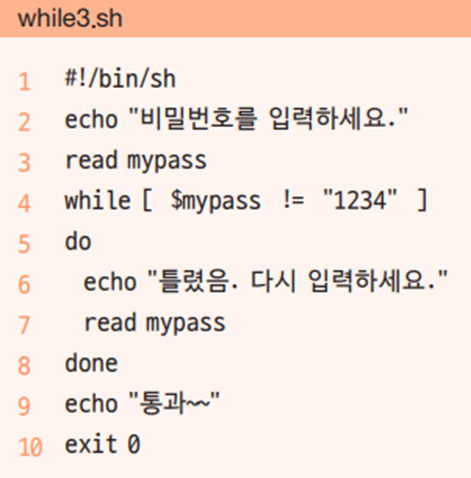 while3.sh
1 #!/bin/sh
2 echo "비밀번호를 입력하세요."
3 read mypass
4 while [ $mypass != "1234" ]
5 do
6 echo "틀렸음. 다시 입력하세요."
7 read mypass
8 done
9 echo "통과~~"
10 exit 0